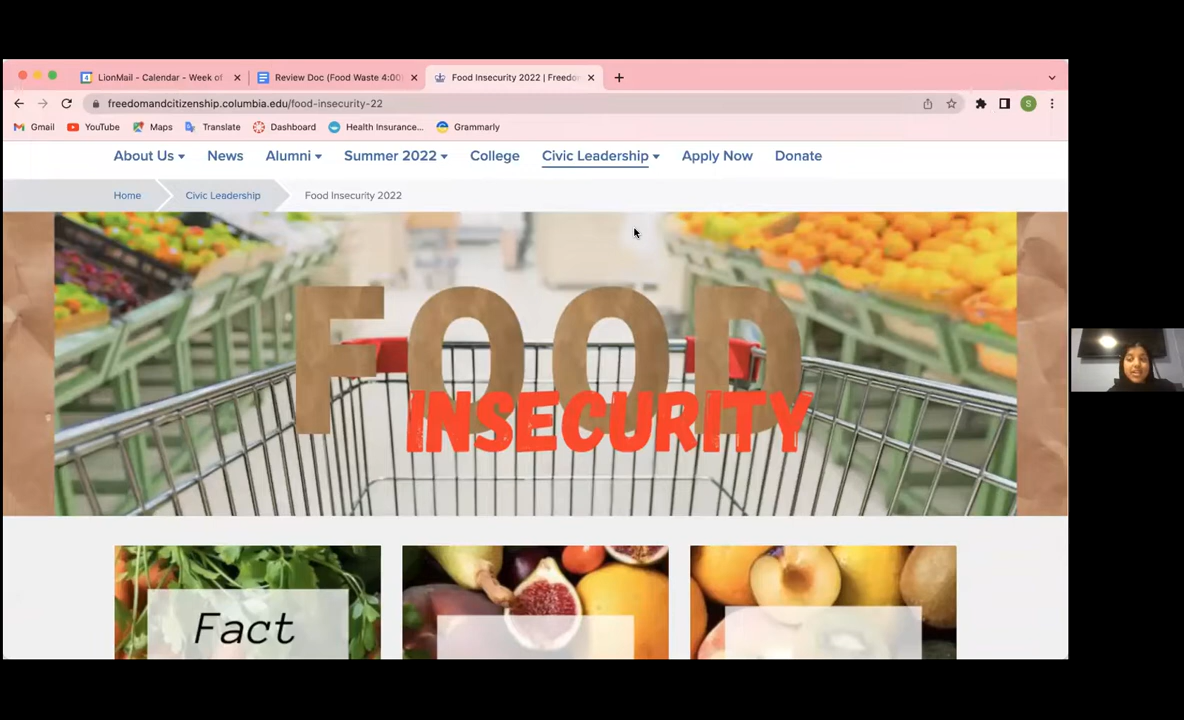 LionMail - Calendar - Week of
Review Doc (Food Waste 4:00
Food Insecurity 2022 | Freedo
freedomandcitizenship.columbia.edu/food-insecurity-22
S
Gmail
YouTube
Maps
Translate
Dashboard
Health Insurance...
Grammarly
About Us
News
Alumni
Summer 2022
College
Civic Leadership
Apply Now
Donate
Home
Civic Leadership
Food Insecurity 2022
FOOD
INSECURITY
Fact